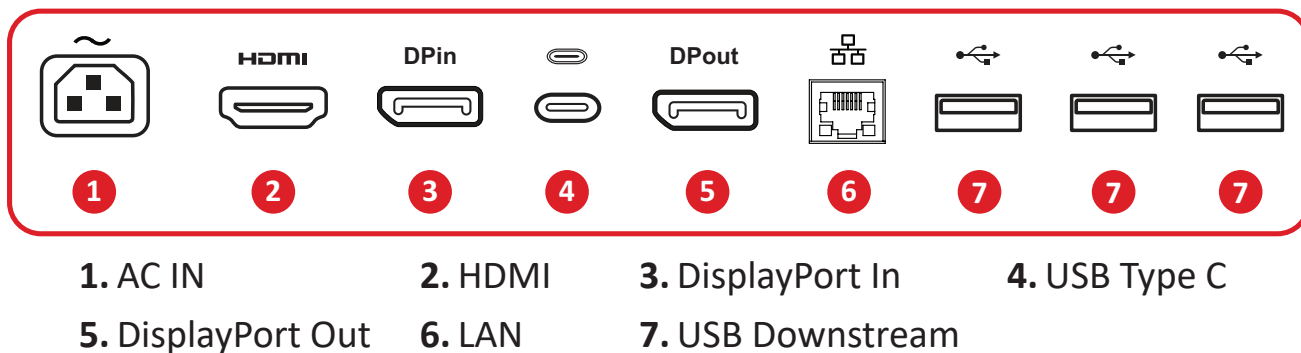 HDMI DPin DPout
1 2 3 4 5 6 7 7 7
1. AC IN 2. HDMI 3. DisplayPort In 4. USB Type C
5. DisplayPort Out 6. LAN 7. USB Downstream